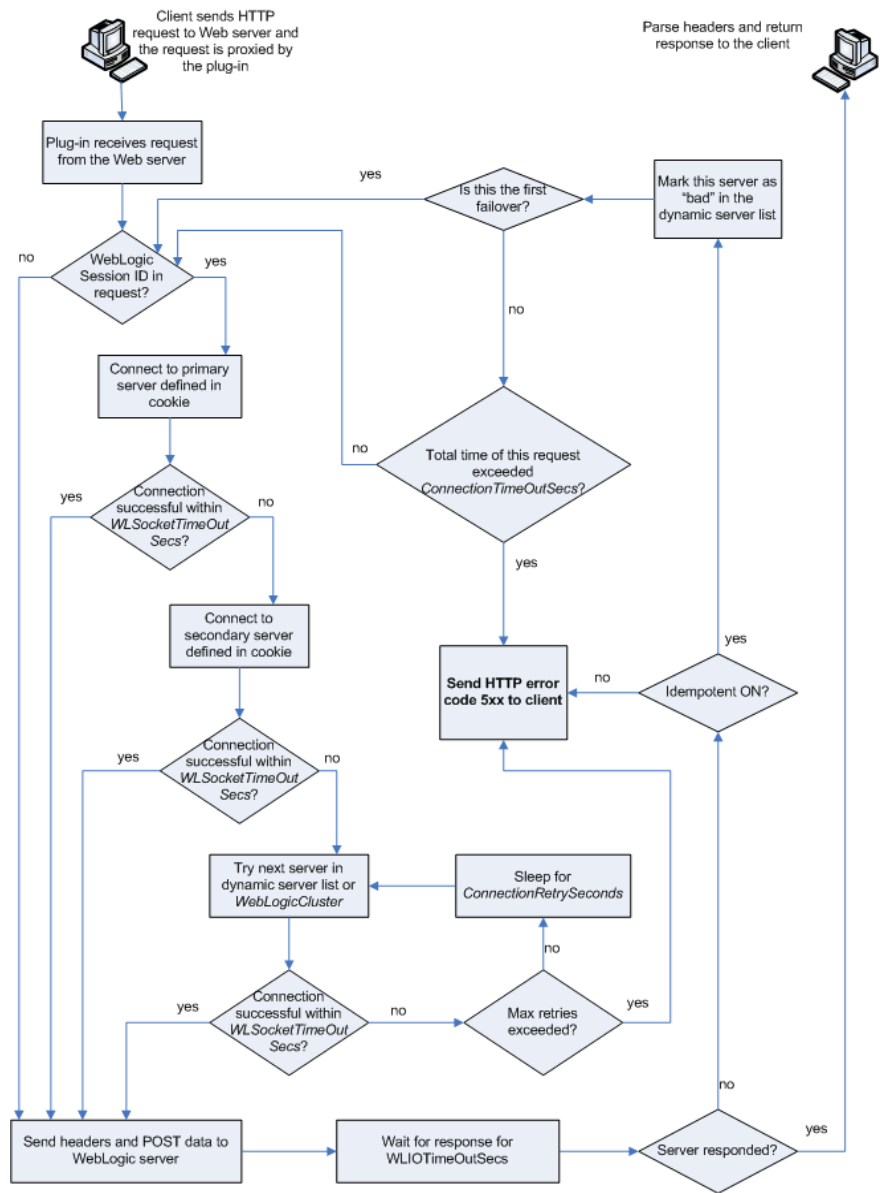 Client sends HTTP
request to Web server and
the request is proxied by
the plug-in
Parse headers and return
response to the client
Plug-in receives request
from the Web server
yes
Is this the first
failover?
Mark this server as
“bad” in the
dynamic server list
no
WebLogic
Session ID in
request?
yes
no
Connect to primary
server defined in
cookie
no
Total time of this request
exceeded
ConnectionTimeOutSecs?
yes
Connection
successful within
WLSocketTimeOut
Secs?
no
yes
Connect to
secondary server
defined in cookie
yes
Send HTTP error
code 5xx to client
no
Idempotent ON?
yes
Connection
successful within
WLSocketTimeOut
Secs?
no
Try next server in
dynamic server list or
WebLogicCluster
Sleep for
ConnectionRetrySeconds
no
yes
Connection
successful within
WLSocketTimeOut
Secs?
no
Max retries
exceeded?
yes
no
Send headers and POST data to
WebLogic server
Wait for response for
WLIOTimeOutSecs
Server responded?
yes